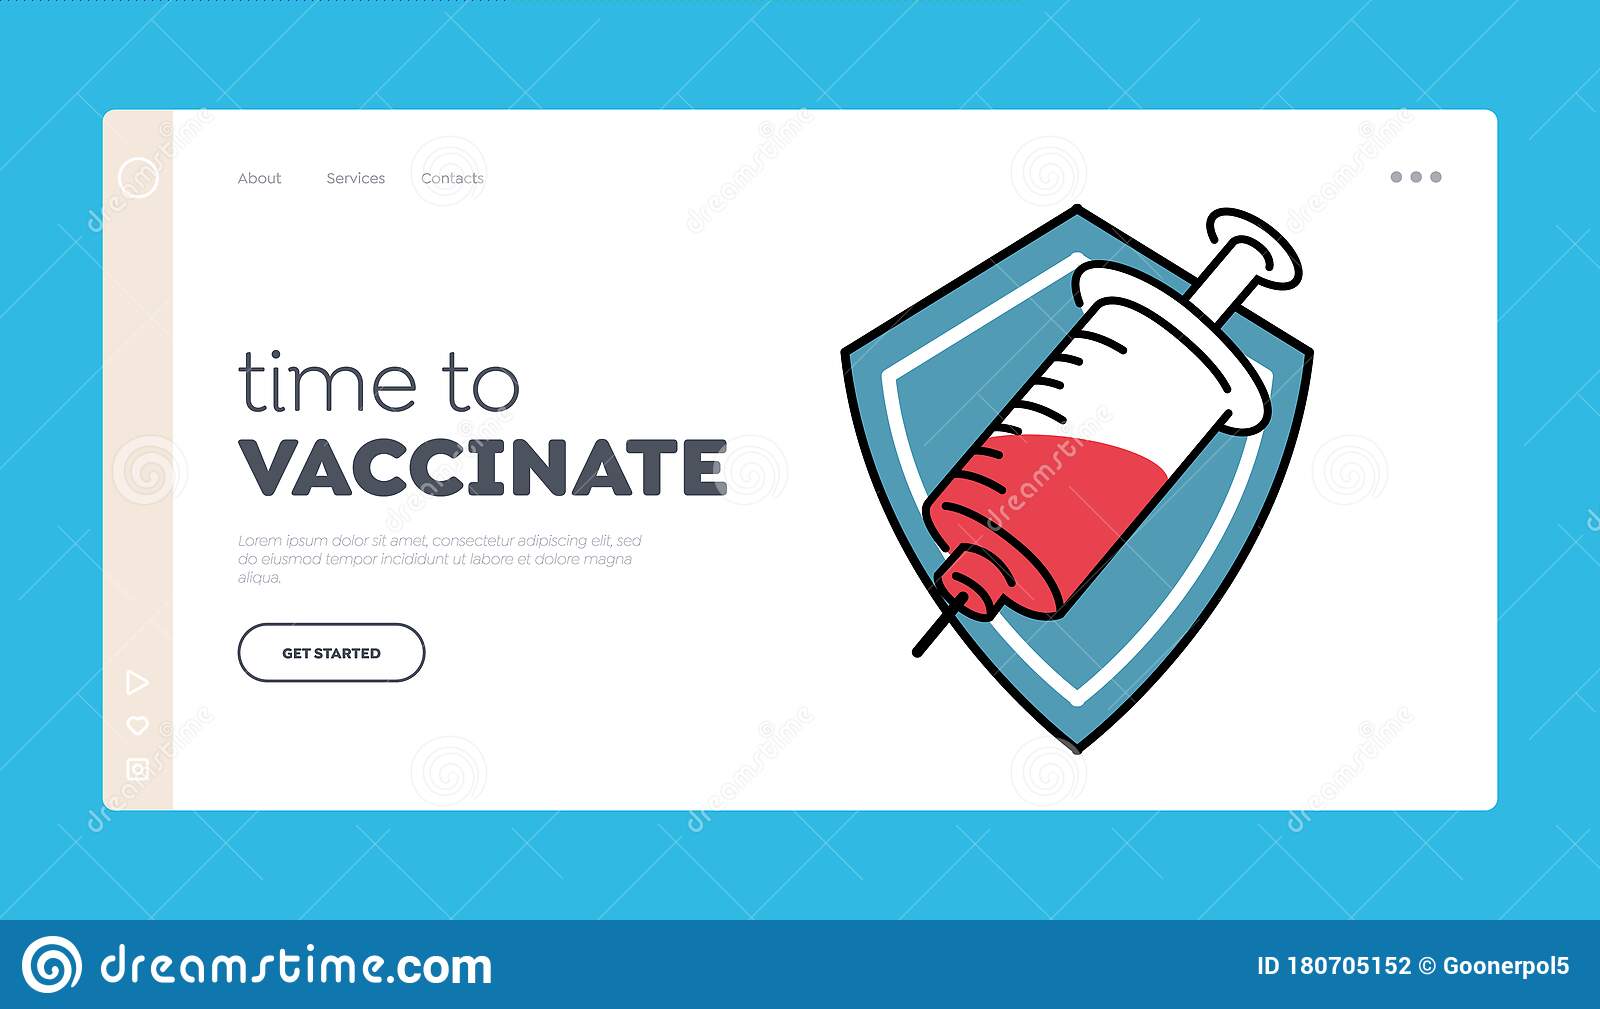 About Services Contacts
time to
VACCINATE
Lorem ipsum dolor sit amet, consectetur adipiscing elit, sed
do eiusmod tempor incididunt ut labore et dolore magna
aliqua.
GET STARTED
dreamstime.com
ID 180705152 © Goonerpol5